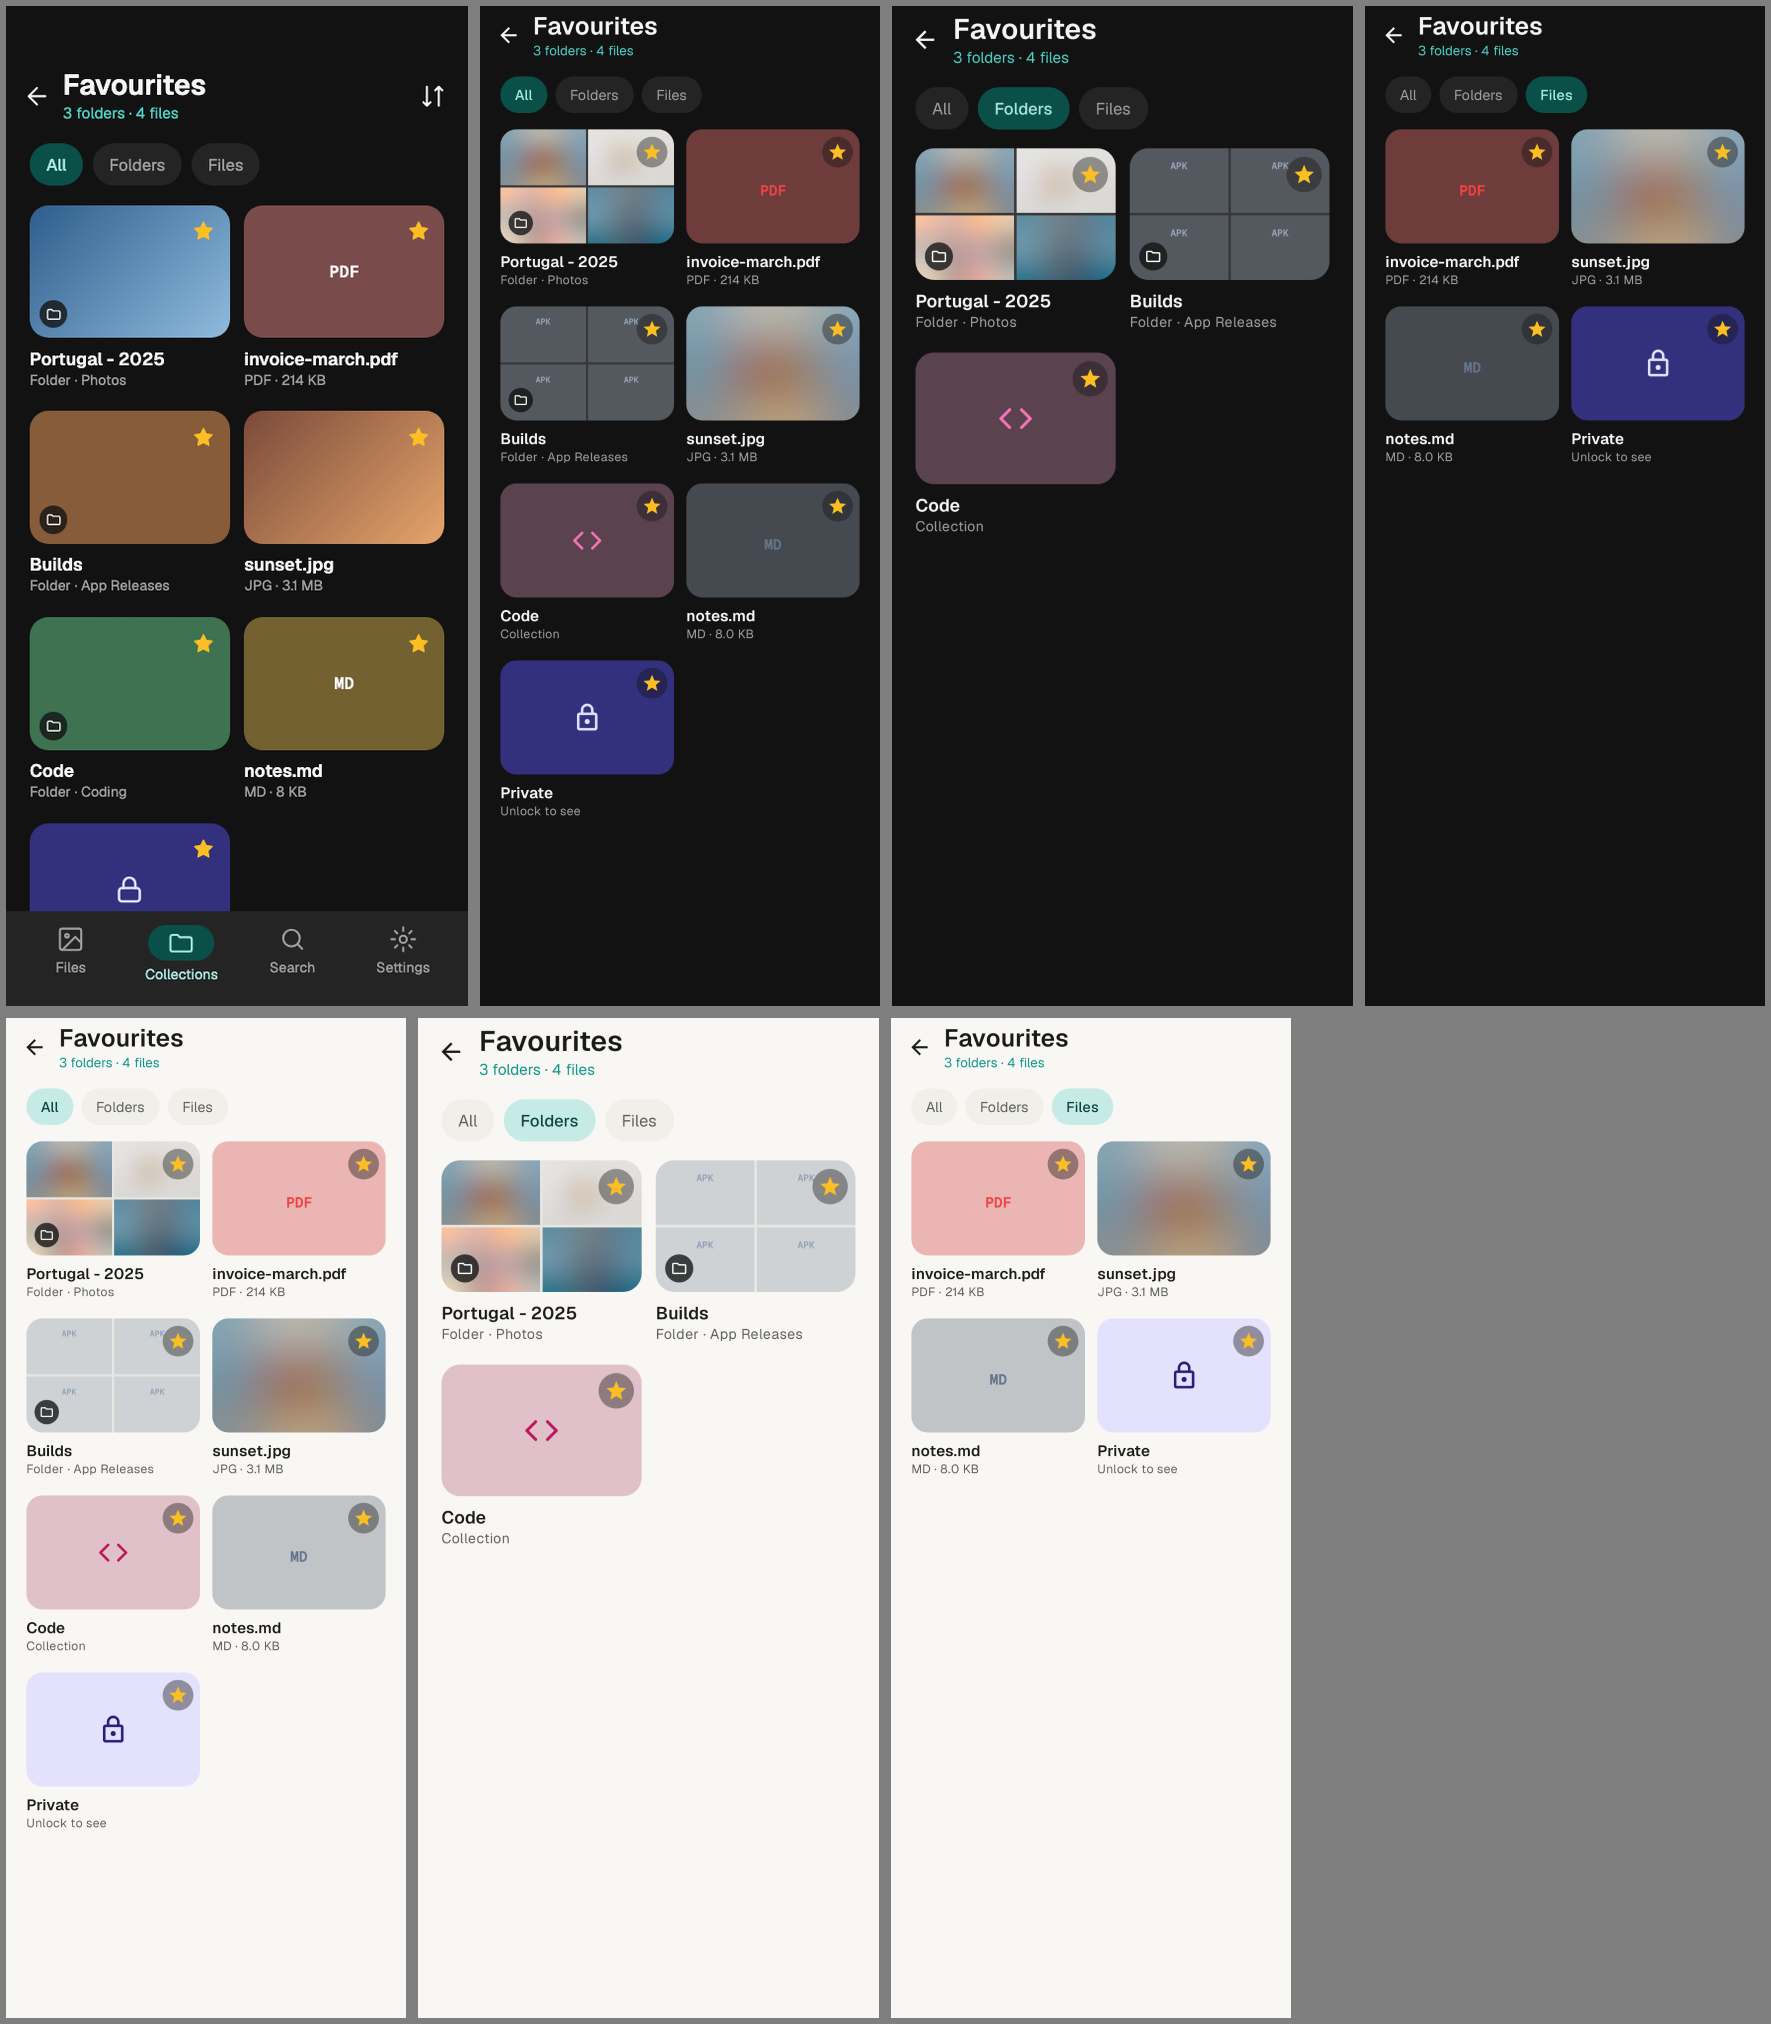 Favourites
3 folders · 4 files
All Folders Files
PDF
Portugal - 2025 invoice-march.pdf
Folder · Photos PDF · 214 KB
Builds sunset.jpg
Folder · App Releases JPG · 3.1 MB
MD
Code notes.md
Folder · Coding MD · 8 KB
Files Collections Search Settings
Favourites
3 folders · 4 files
All Folders Files
PDF
Portugal - 2025 invoice-march.pdf
Folder · Photos PDF · 214 KB
APK APK
APK APK
Builds sunset.jpg
Folder · App Releases JPG · 3.1 MB
MD
Code notes.md
Collection MD · 8.0 KB
Private
Unlock to see
Favourites
3 folders · 4 files
All Folders Files
APK APK
APK APK
Portugal - 2025 Builds
Folder · Photos Folder · App Releases
Code
Collection
Favourites
3 folders · 4 files
All Folders Files
PDF
invoice-march.pdf sunset.jpg
PDF · 214 KB JPG · 3.1 MB
MD
notes.md Private
MD · 8.0 KB Unlock to see
Favourites
3 folders · 4 files
All Folders Files
PDF
Portugal - 2025 invoice-march.pdf
Folder · Photos PDF · 214 KB
APK APK
APK APK
Builds sunset.jpg
Folder · App Releases JPG · 3.1 MB
MD
Code notes.md
Collection MD · 8.0 KB
Private
Unlock to see
Favourites
3 folders · 4 files
All Folders Files
APK APK
APK APK
Portugal - 2025 Builds
Folder · Photos Folder · App Releases
Code
Collection
Favourites
3 folders · 4 files
All Folders Files
PDF
invoice-march.pdf sunset.jpg
PDF · 214 KB JPG · 3.1 MB
MD
notes.md Private
MD · 8.0 KB Unlock to see